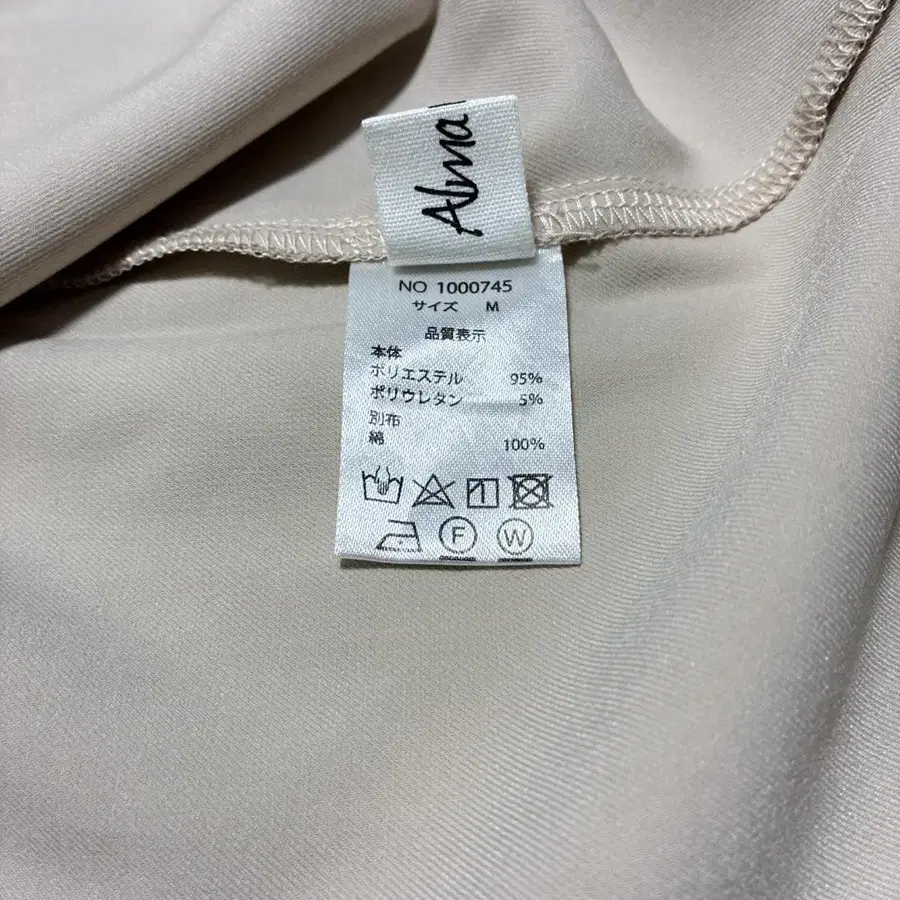 Alma
NO 1000745
サイズ M
品質表示
本体
ポリエステル 95%
ポリウレタン 5%
別布
綿 100%
F
W